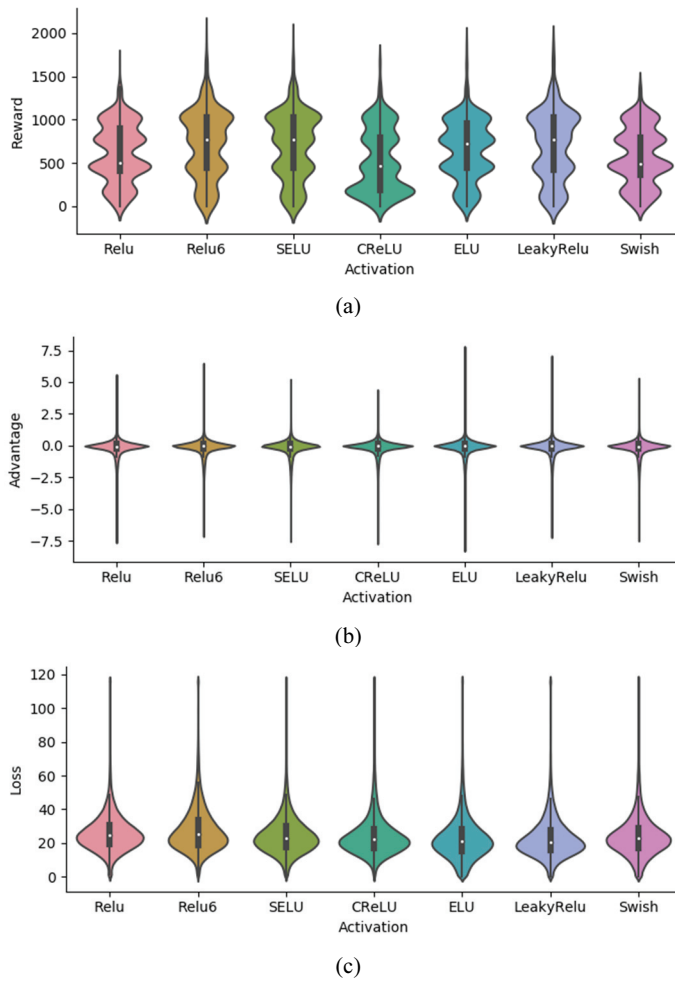 2000
1500
1000
500
0
Reward
Relu Relu6 SELU CReLU ELU LeakyRelu Swish
Activation
(a)
7.5
5.0
2.5
0.0
−2.5
−5.0
−7.5
Advantage
Relu Relu6 SELU CReLU ELU LeakyRelu Swish
Activation
(b)
120
100
80
60
40
20
0
Loss
Relu Relu6 SELU CReLU ELU LeakyRelu Swish
Activation
(c)